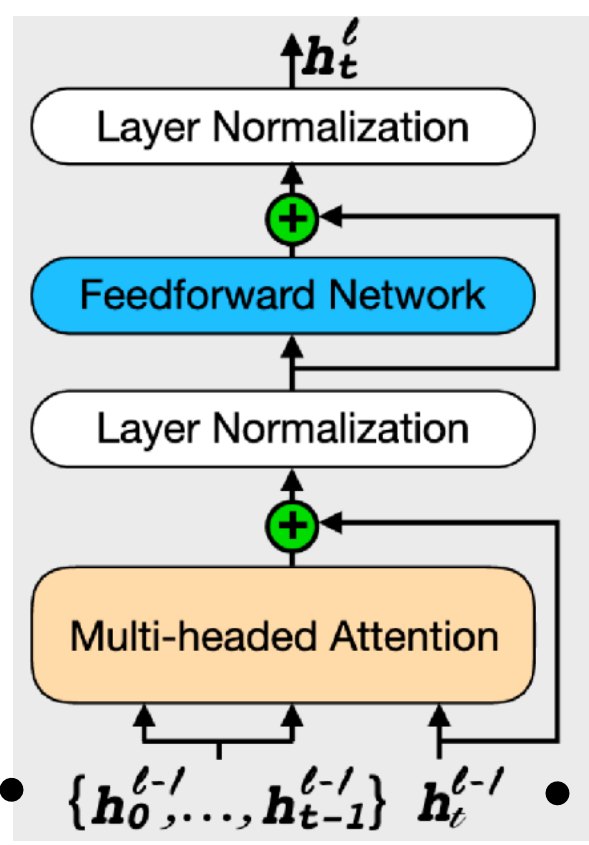 h_t^ℓ
Layer Normalization
+
Feedforward Network
Layer Normalization
+
Multi-headed Attention
{h_0^{ℓ-1},...,h_{t-1}^{ℓ-1}} h_t^{ℓ-1}